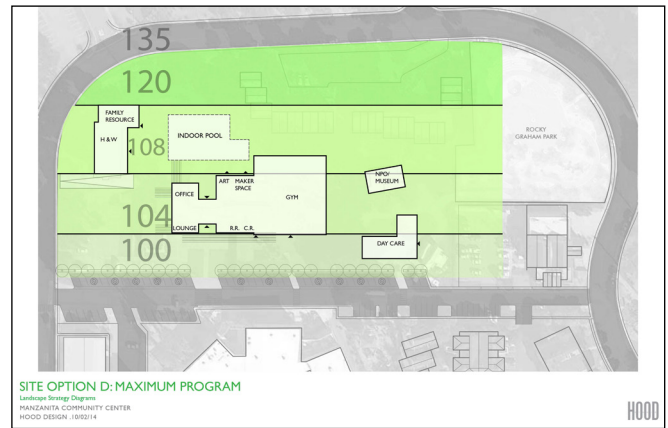 135
120
FAMILY
RESOURCE
H & W
108
INDOOR POOL
ROCKY
GRAHAM PARK
ART MAKER
SPACE
NPO/
MUSEUM
OFFICE
GYM
104
LOUNGE
R.R. C.R.
100
DAY CARE
SITE OPTION D: MAXIMUM PROGRAM
Landscape Strategy Diagrams
MANZANITA COMMUNITY CENTER
HOOD DESIGN .10/02/14
HOOD